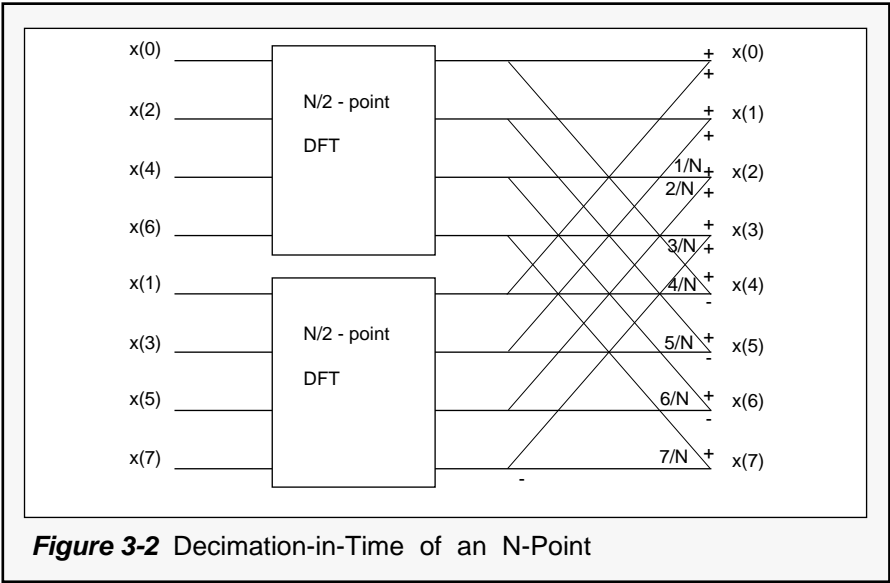 x(0)
x(2)
x(4)
x(6)
x(1)
x(3)
x(5)
x(7)
N/2 - point
DFT
N/2 - point
DFT
+ x(0)
+
+ x(1)
+
1/N + x(2)
2/N +
+ x(3)
3/N +
+ x(4)
4/N
-
5/N + x(5)
-
6/N + x(6)
-
7/N + x(7)
-
Figure 3-2 Decimation-in-Time of an N-Point